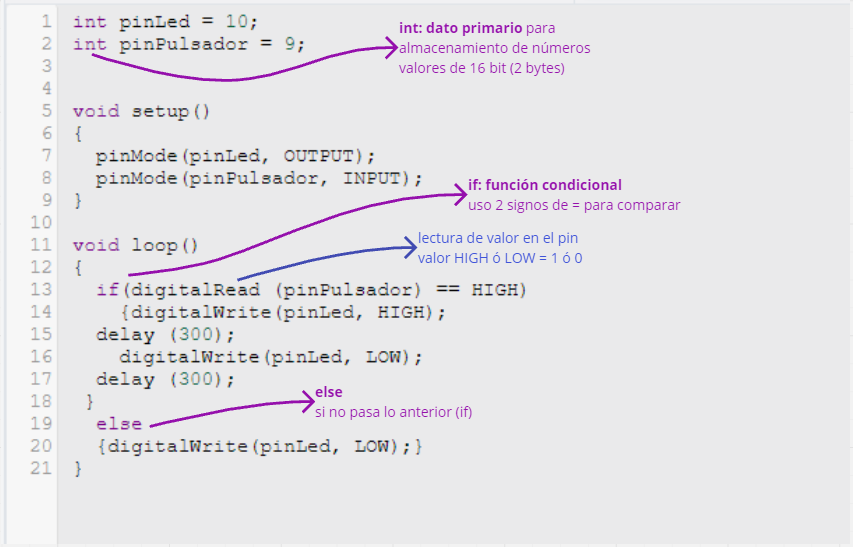 1 int pinLed = 10;
2 int pinPulsador = 9;
3
4
5 void setup()
6 {
7 pinMode(pinLed, OUTPUT);
8 pinMode(pinPulsador, INPUT);
9 }
10
11 void loop()
12 {
13 if(digitalRead (pinPulsador) == HIGH)
14 {digitalWrite(pinLed, HIGH);
15 delay (300);
16 digitalWrite(pinLed, LOW);
17 delay (300);
18 }
19 else
20 {digitalWrite(pinLed, LOW);}
21 }
int: dato primario para
almacenamiento de números
valores de 16 bit (2 bytes)
if: función condicional
uso 2 signos de = para comparar
lectura de valor en el pin
valor HIGH ó LOW = 1 ó 0
else
si no pasa lo anterior (if)